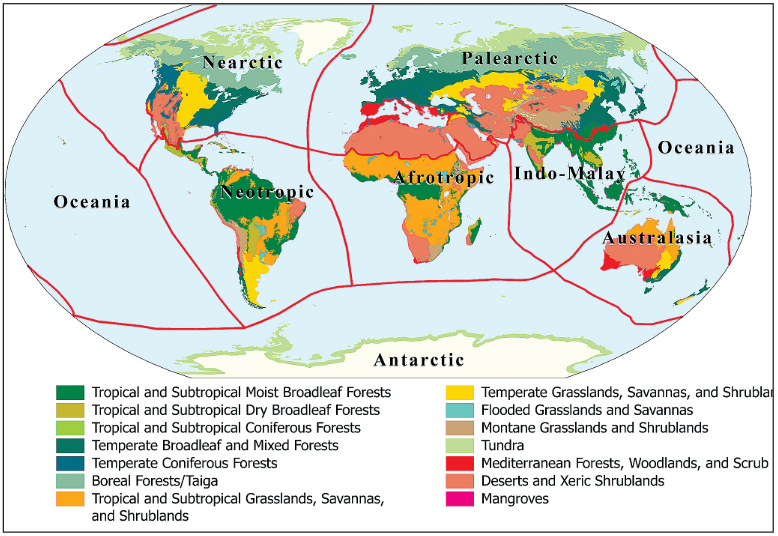 Nearctic
Palearctic
Oceania
Neotropic
Afrotropic
Indo-Malay
Oceania
Australasia
Antarctic
Tropical and Subtropical Moist Broadleaf Forests
Tropical and Subtropical Dry Broadleaf Forests
Tropical and Subtropical Coniferous Forests
Temperate Broadleaf and Mixed Forests
Temperate Coniferous Forests
Boreal Forests/Taiga
Tropical and Subtropical Grasslands, Savannas,
and Shrublands
Temperate Grasslands, Savannas, and Shrublan
Flooded Grasslands and Savannas
Montane Grasslands and Shrublands
Tundra
Mediterranean Forests, Woodlands, and Scrub
Deserts and Xeric Shrublands
Mangroves